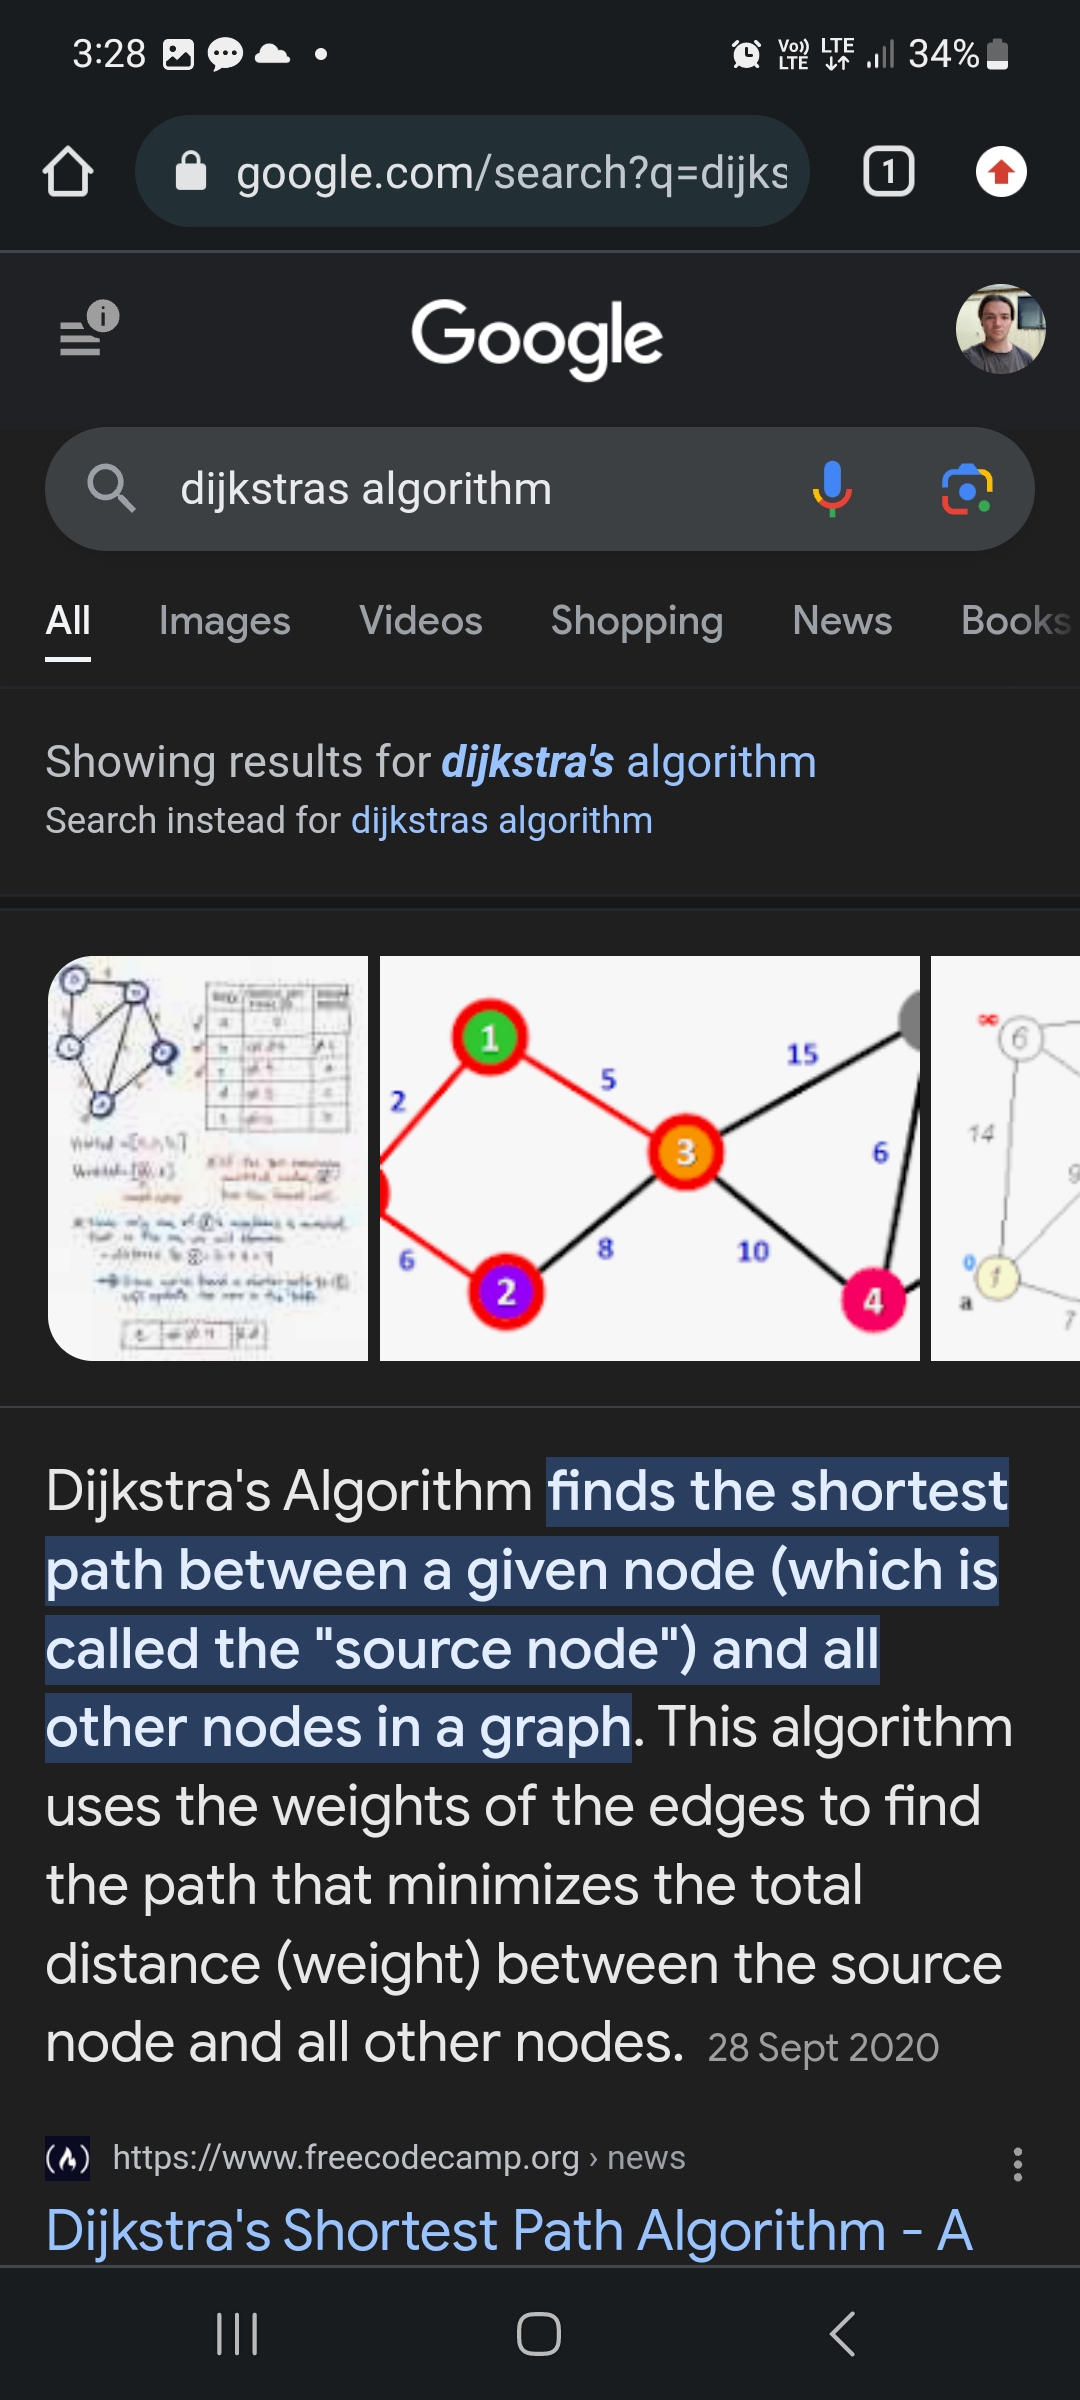 3:28
Vo)) LTE
LTE
34%
google.com/search?q=dijks
1
Google
dijkstras algorithm
All Images Videos Shopping News Books
Showing results for dijkstra's algorithm
Search instead for dijkstras algorithm
1
2
5
15
3
6
6
8
10
2
4
∞
6
14
9
0
1
a
7
Dijkstra's Algorithm finds the shortest
path between a given node (which is
called the "source node") and all
other nodes in a graph. This algorithm
uses the weights of the edges to find
the path that minimizes the total
distance (weight) between the source
node and all other nodes. 28 Sept 2020
https://www.freecodecamp.org › news
Dijkstra's Shortest Path Algorithm - A